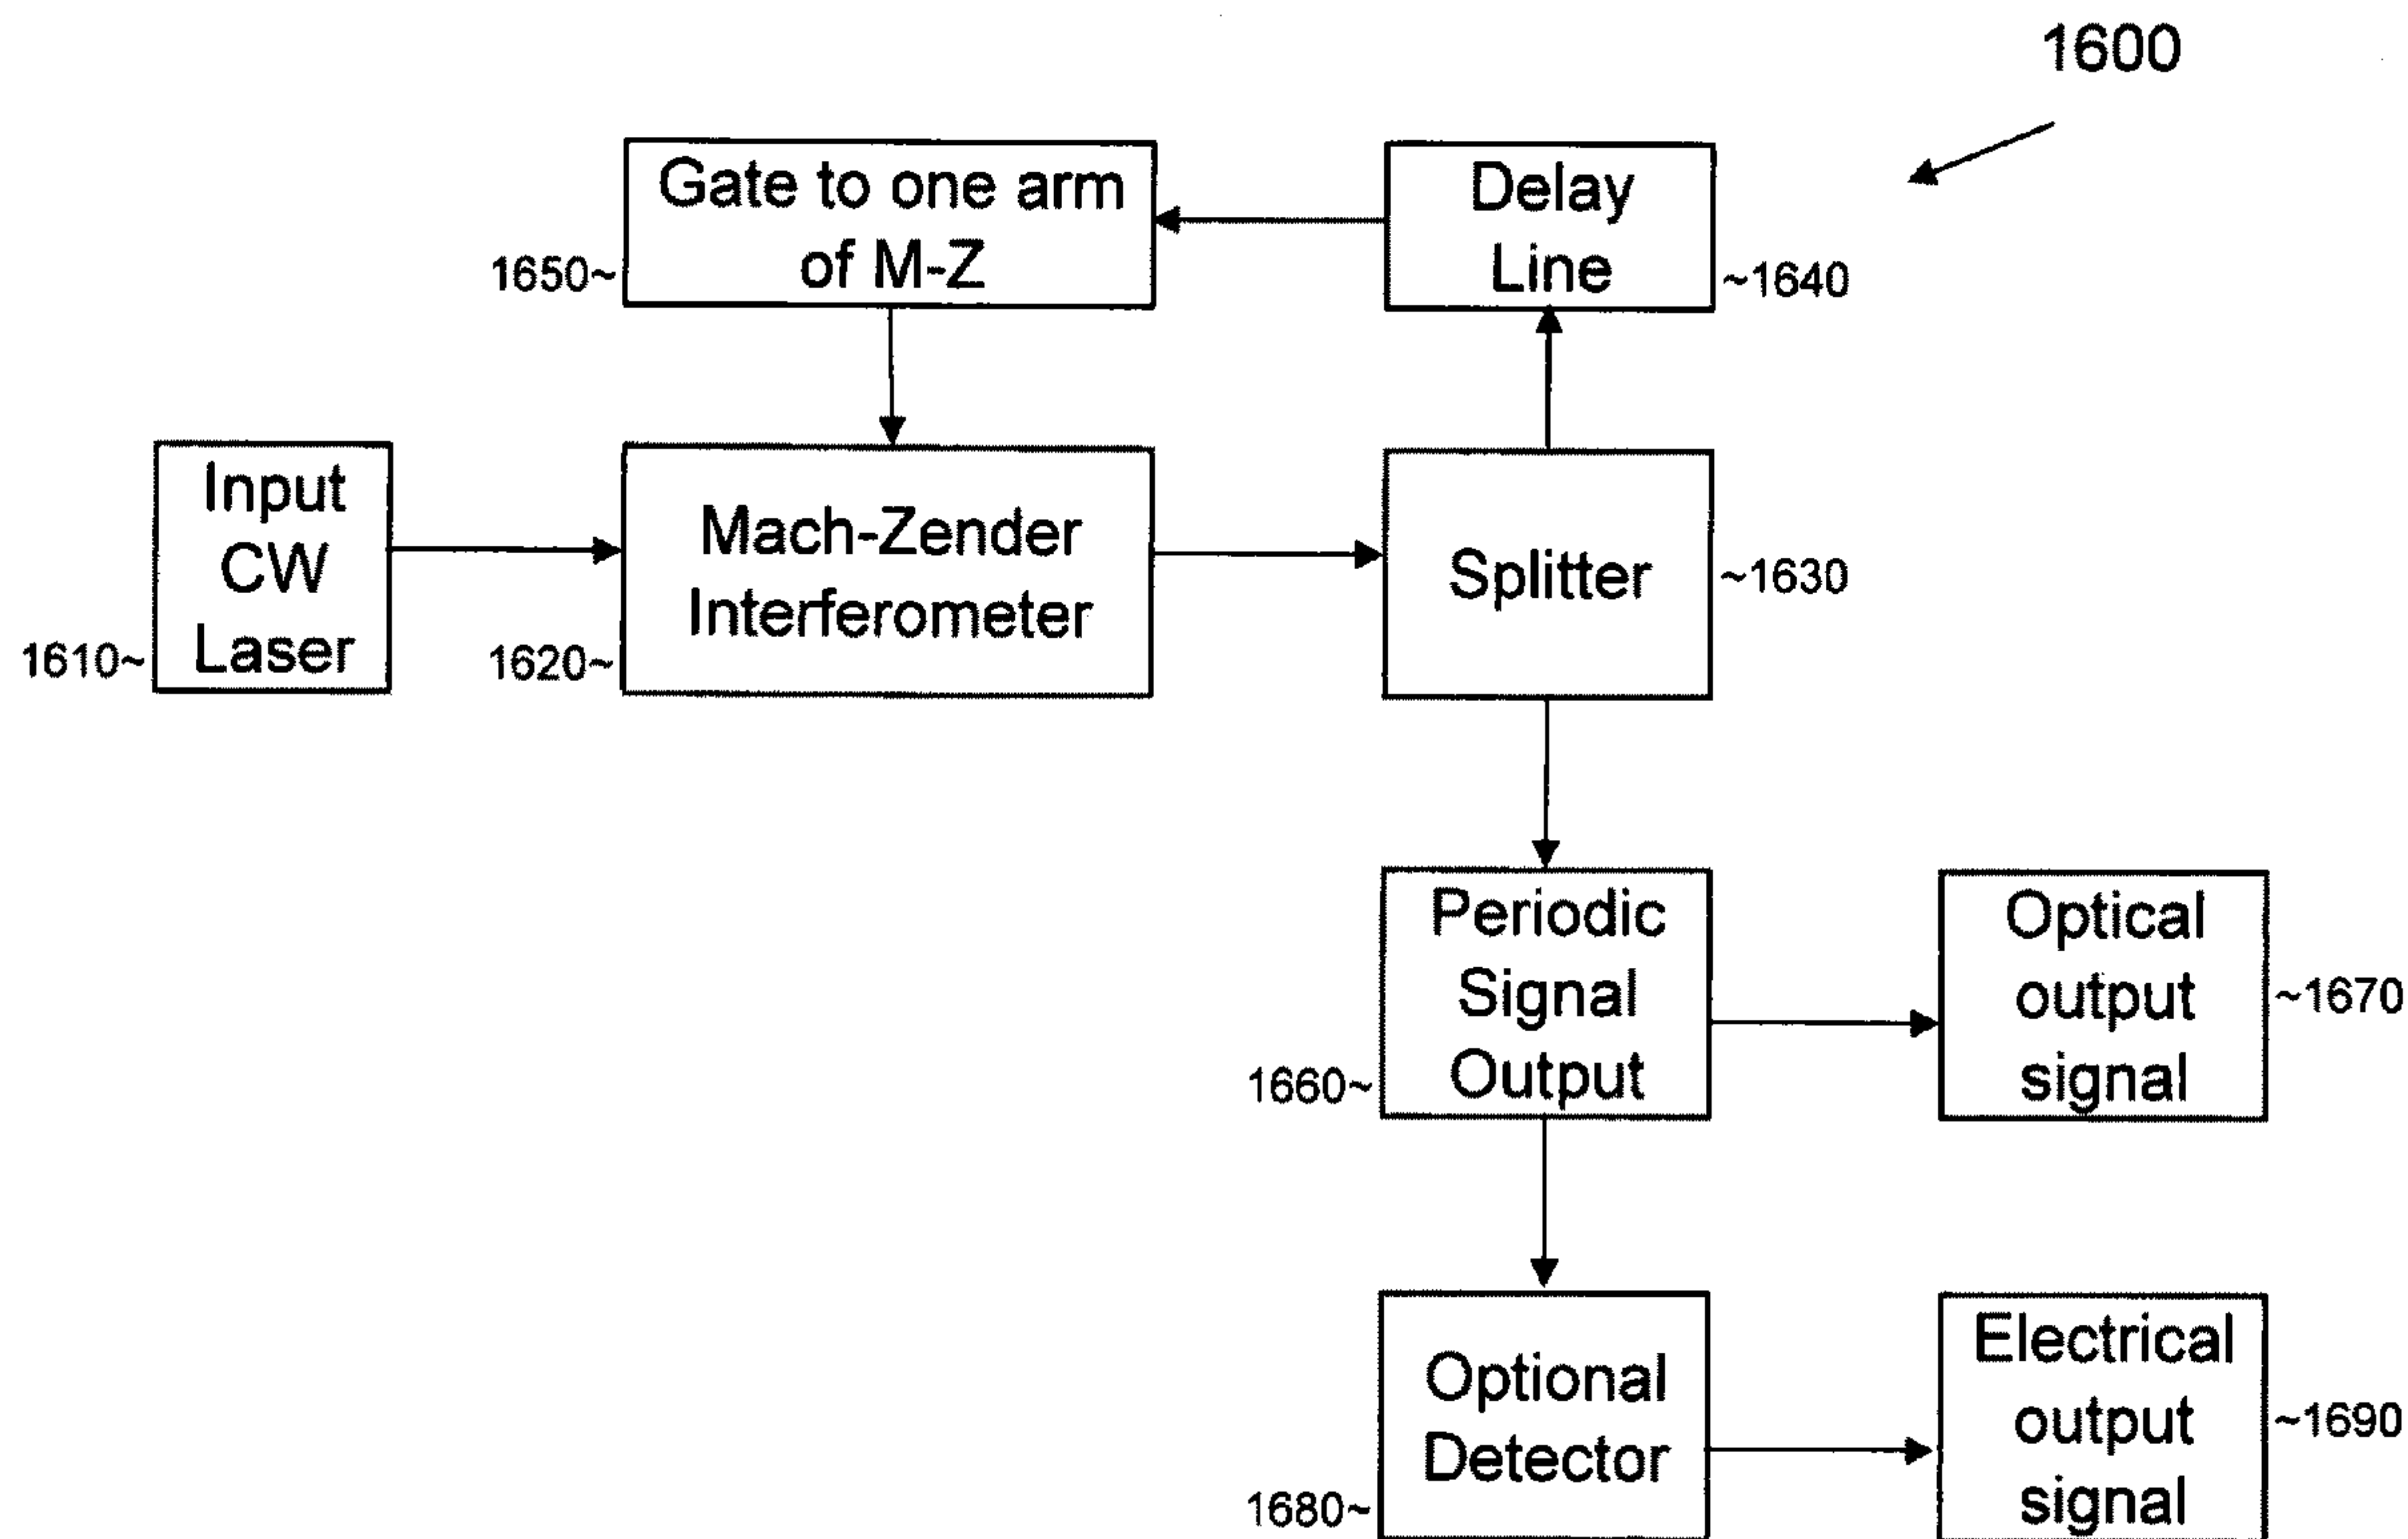 1600
Gate to one arm
of M-Z
1650~
Delay
Line
~1640
Input
CW
Laser
1610~
Mach-Zender
Interferometer
1620~
Splitter
~1630
Periodic
Signal
Output
1660~
Optical
output
signal
~1670
Optional
Detector
1680~
Electrical
output
signal
~1690